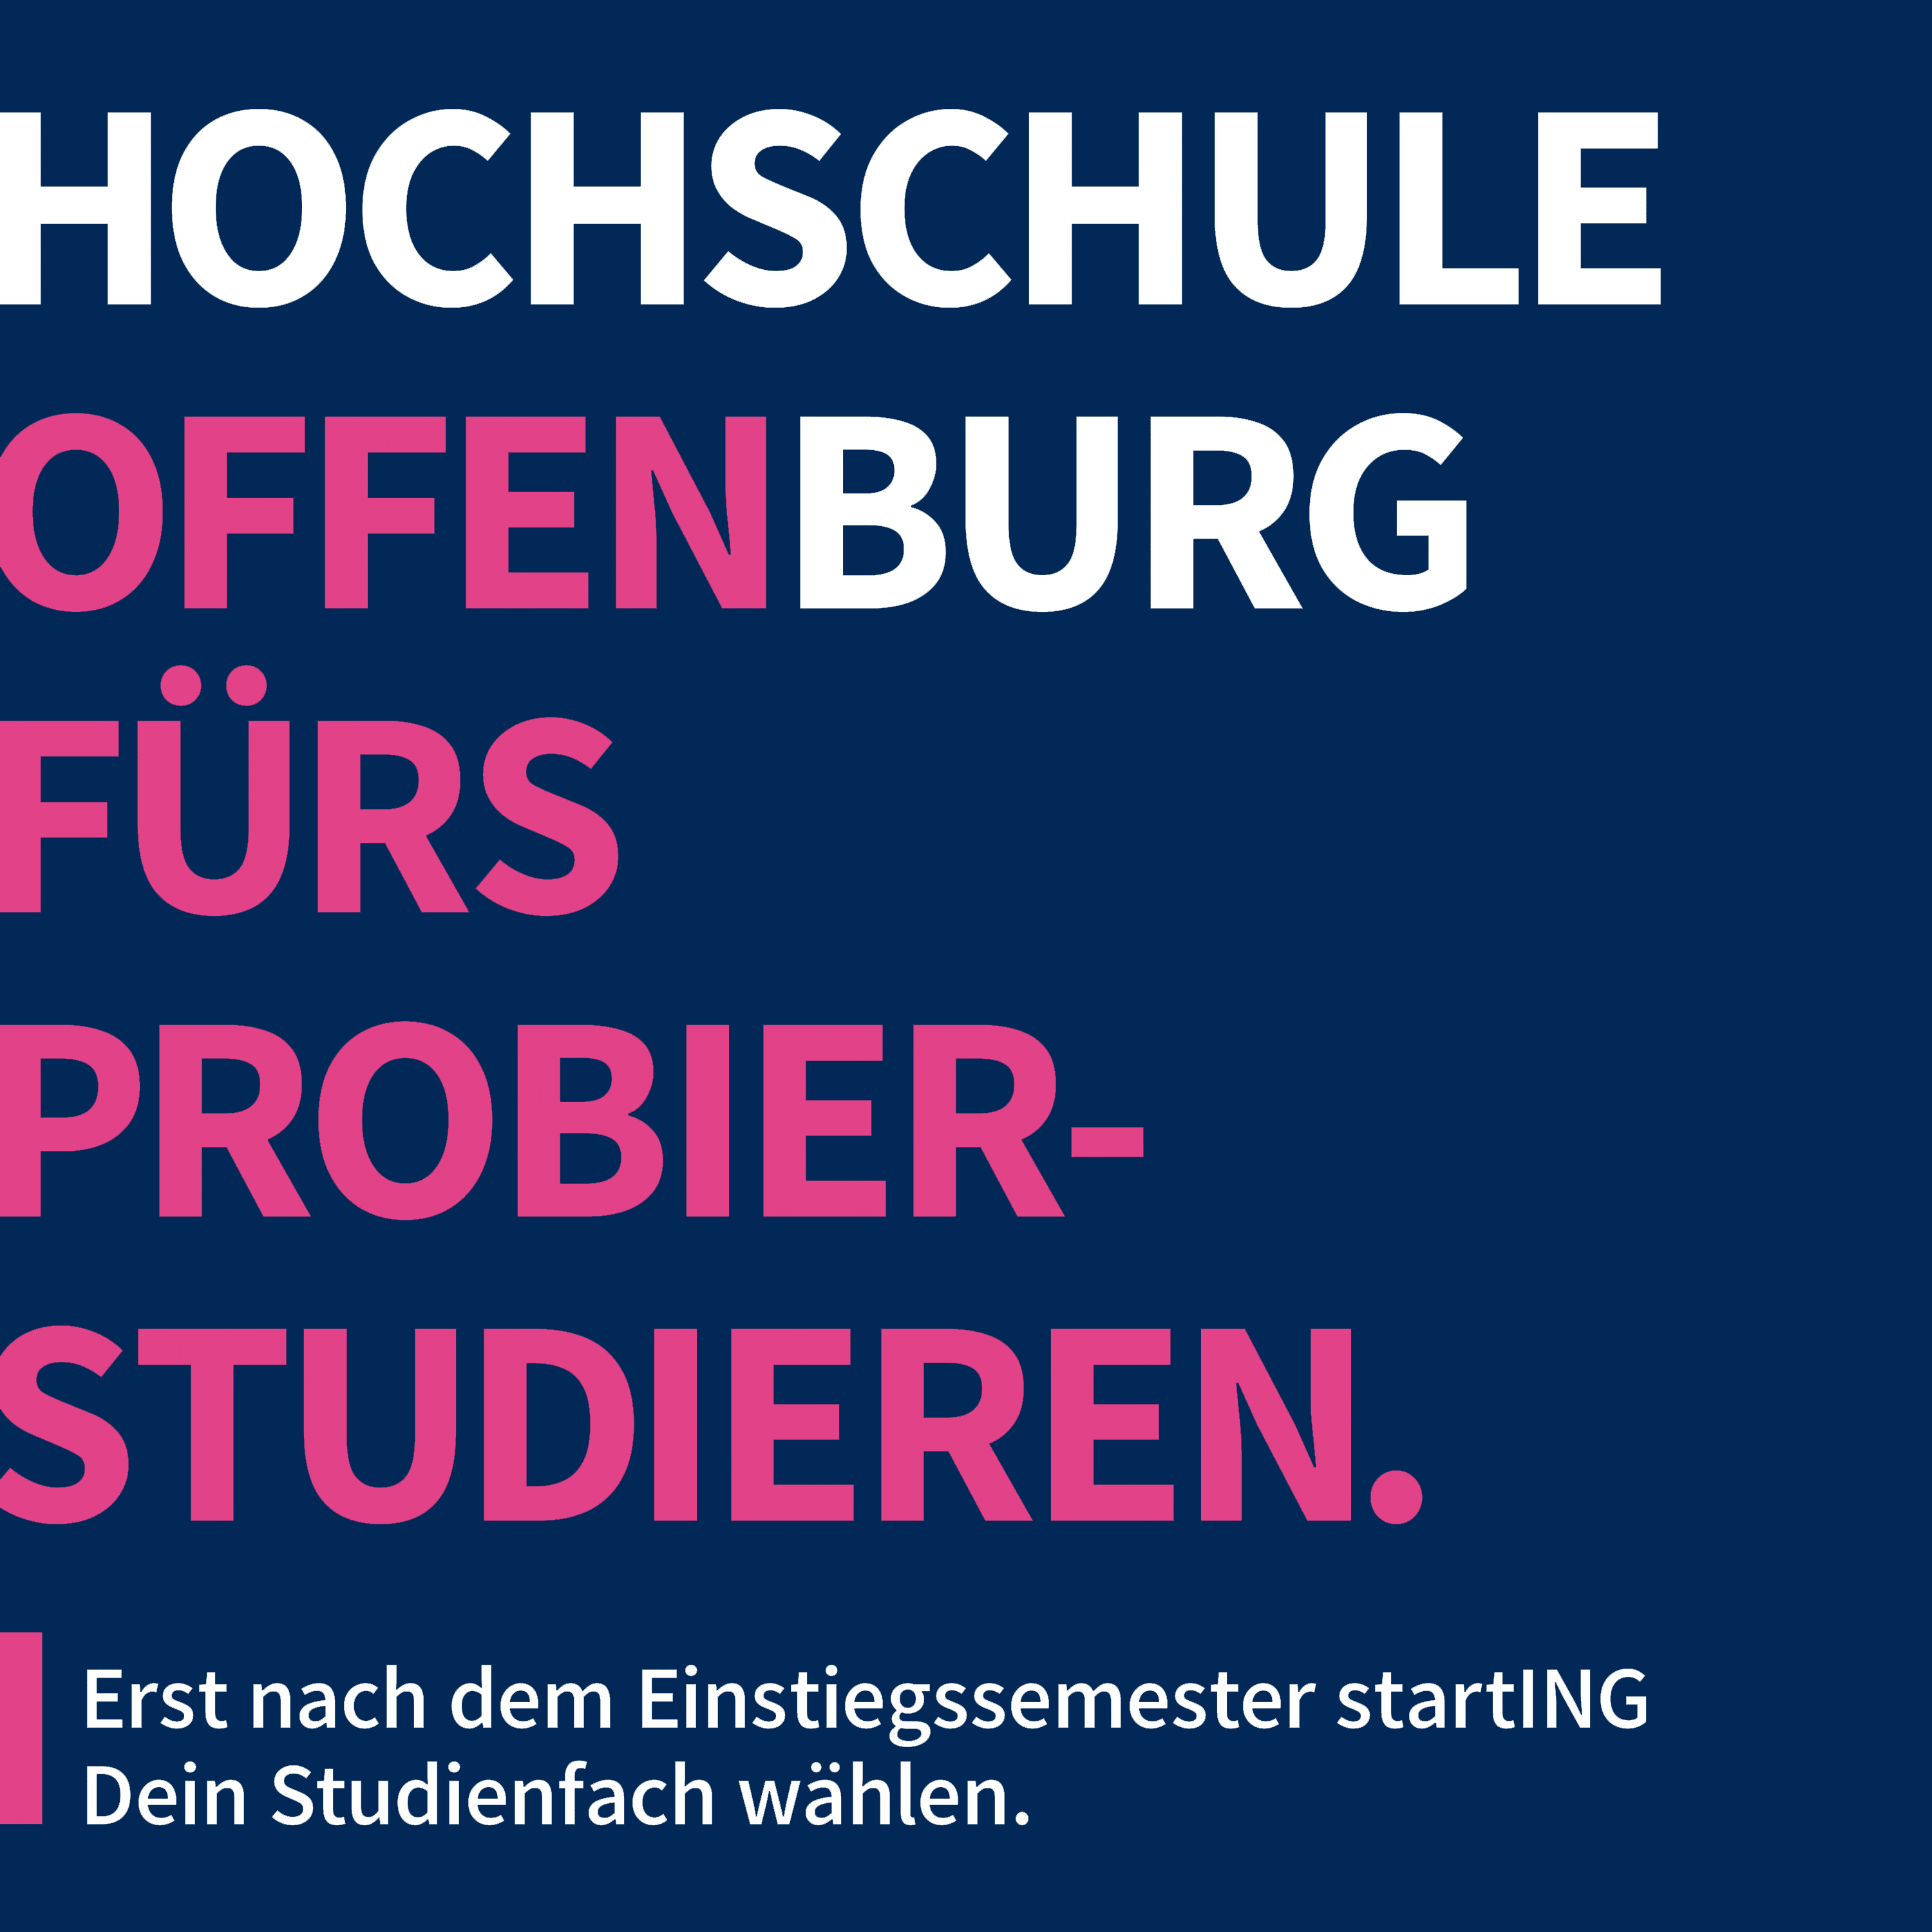 HOCHSCHULE
OFFENBURG
FÜRS
PROBIER-
STUDIEREN.
Erst nach dem Einstiegssemester startING
Dein Studienfach wählen.